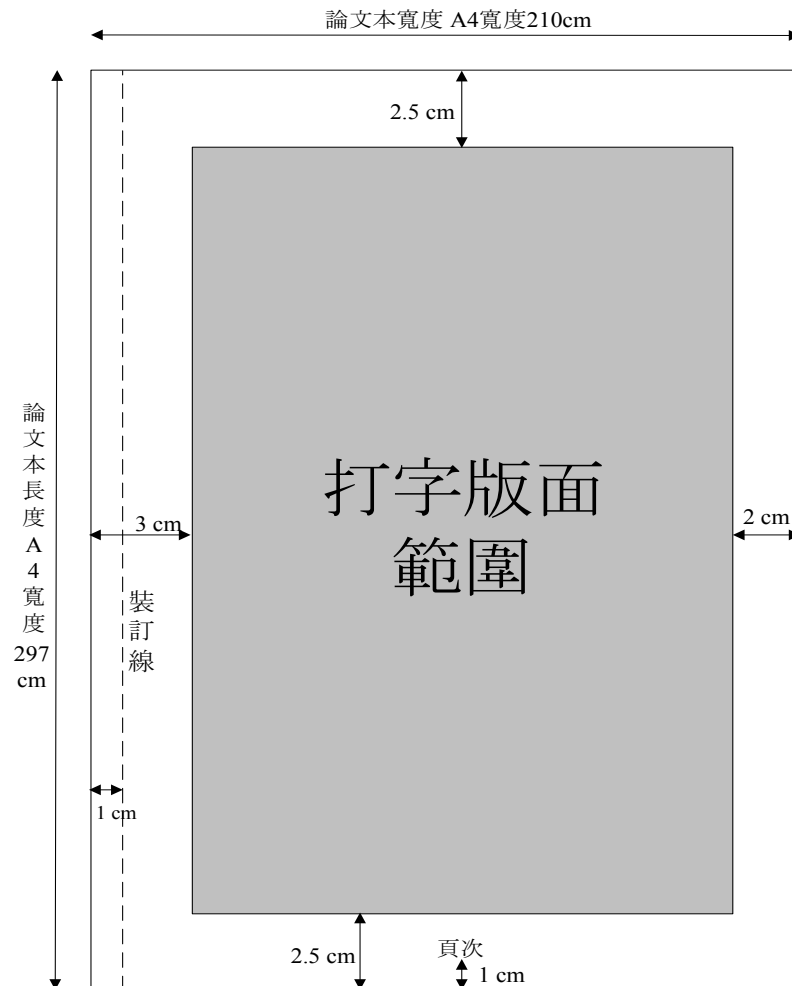 論文本寬度 A4寬度210cm
2.5 cm
論文本長度A4寬度
297
cm
打字版面
範圍
3 cm
2 cm
裝訂線
1 cm
2.5 cm
頁次
1 cm